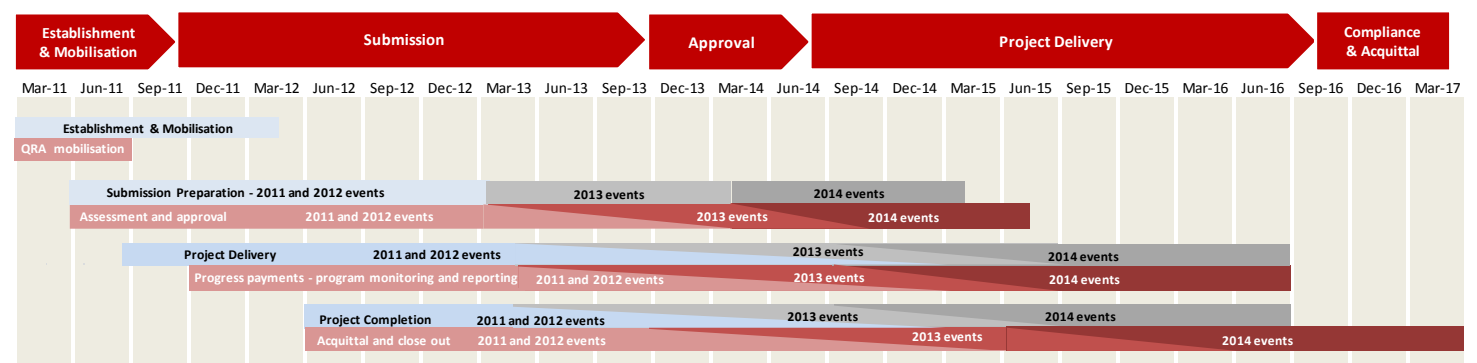 Establishment
& Mobilisation
Submission
Approval
Project Delivery
Compliance
& Acquittal
Mar-11 Jun-11 Sep-11 Dec-11 Mar-12 Jun-12 Sep-12 Dec-12 Mar-13 Jun-13 Sep-13 Dec-13 Mar-14 Jun-14 Sep-14 Dec-14 Mar-15 Jun-15 Sep-15 Dec-15 Mar-16 Jun-16 Sep-16 Dec-16 Mar-17
Establishment & Mobilisation
QRA mobilisation
Submission Preparation - 2011 and 2012 events 2013 events 2014 events
Assessment and approval 2011 and 2012 events 2013 events 2014 events
Project Delivery 2011 and 2012 events 2013 events 2014 events
Progress payments - program monitoring and reporting 2011 and 2012 events 2013 events 2014 events
Project Completion 2011 and 2012 events 2013 events 2014 events
Acquittal and close out 2011 and 2012 events 2013 events 2014 events